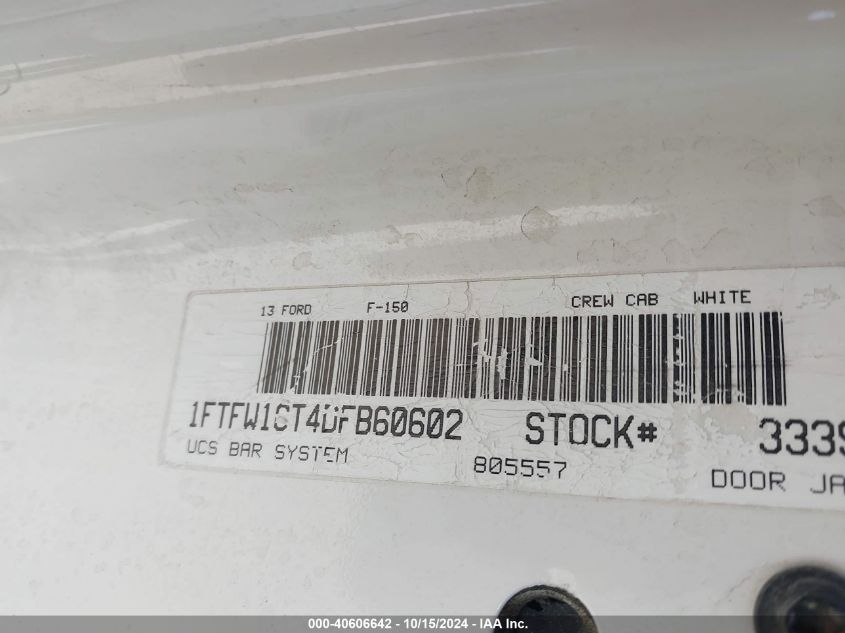 13 FORD F-150 CREW CAB WHITE
1FTFW1CT4DFB60602 STOCK# 3339
UCS BAR SYSTEM 805557 DOOR JA
000-40606642 - 10/15/2024 - IAA Inc.